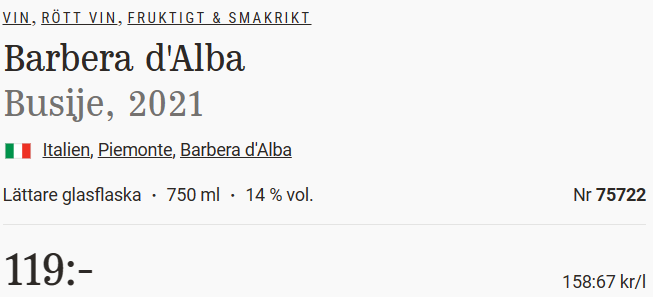 VIN, RÖTT VIN, FRUKTIGT & SMAKRIKT
Barbera d'Alba
Busije, 2021
Italien, Piemonte, Barbera d'Alba
Lättare glasflaska · 750 ml · 14 % vol. Nr 75722
119:- 158:67 kr/l